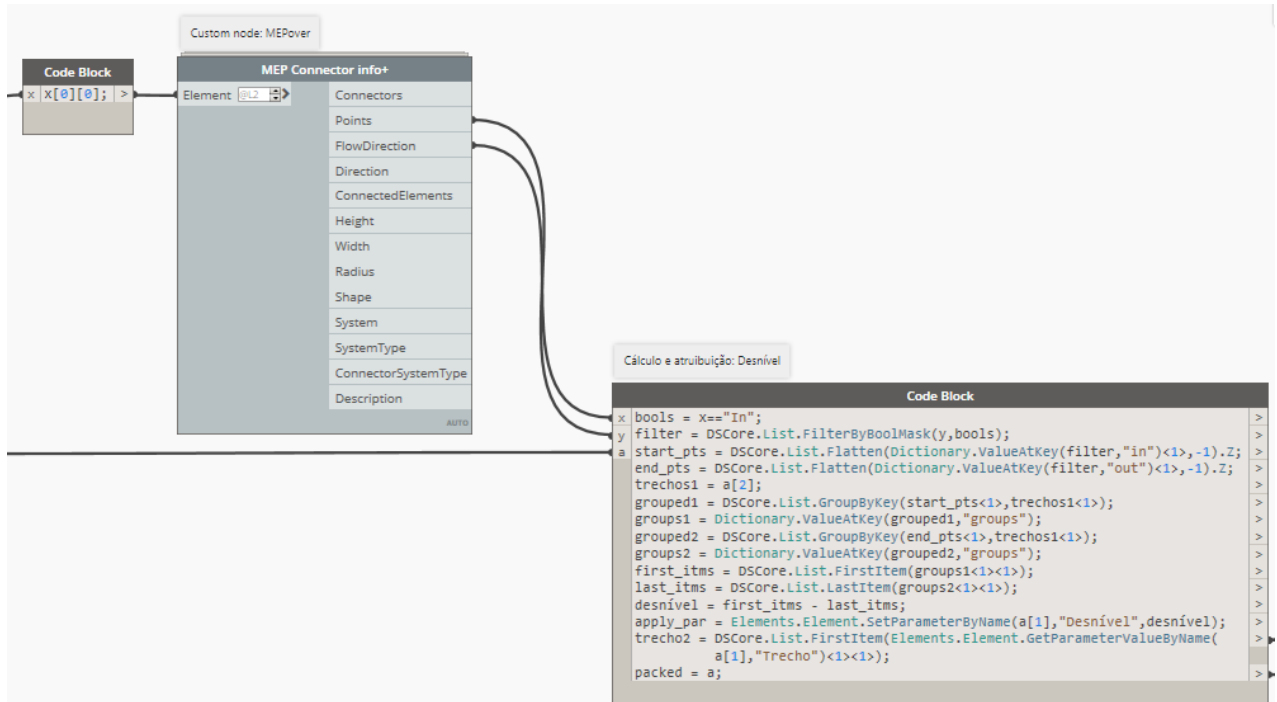 Custom node: MEPover
Code Block
x x[0][0]; >
MEP Connector info+
Element @L2 >
Connectors
Points
FlowDirection
Direction
ConnectedElements
Height
Width
Radius
Shape
System
SystemType
ConnectorSystemType
Description
AUTO
Cálculo e atruibuição: Desnível
Code Block
x bools = x=="In"; >
y filter = DSCore.List.FilterByBoolMask(y,bools); >
a start_pts = DSCore.List.Flatten(Dictionary.ValueAtKey(filter,"in")<1>,-1).Z; >
end_pts = DSCore.List.Flatten(Dictionary.ValueAtKey(filter,"out")<1>,-1).Z; >
trechos1 = a[2]; >
grouped1 = DSCore.List.GroupByKey(start_pts<1>,trechos1<1>); >
groups1 = Dictionary.ValueAtKey(grouped1,"groups"); >
grouped2 = DSCore.List.GroupByKey(end_pts<1>,trechos1<1>); >
groups2 = Dictionary.ValueAtKey(grouped2,"groups"); >
first_itms = DSCore.List.FirstItem(groups1<1><1>); >
last_itms = DSCore.List.LastItem(groups2<1><1>); >
desnível = first_itms - last_itms; >
apply_par = Elements.Element.SetParameterByName(a[1],"Desnível",desnível); >
trecho2 = DSCore.List.FirstItem(Elements.Element.GetParameterValueByName( >
a[1],"Trecho")<1><1>);
packed = a; >